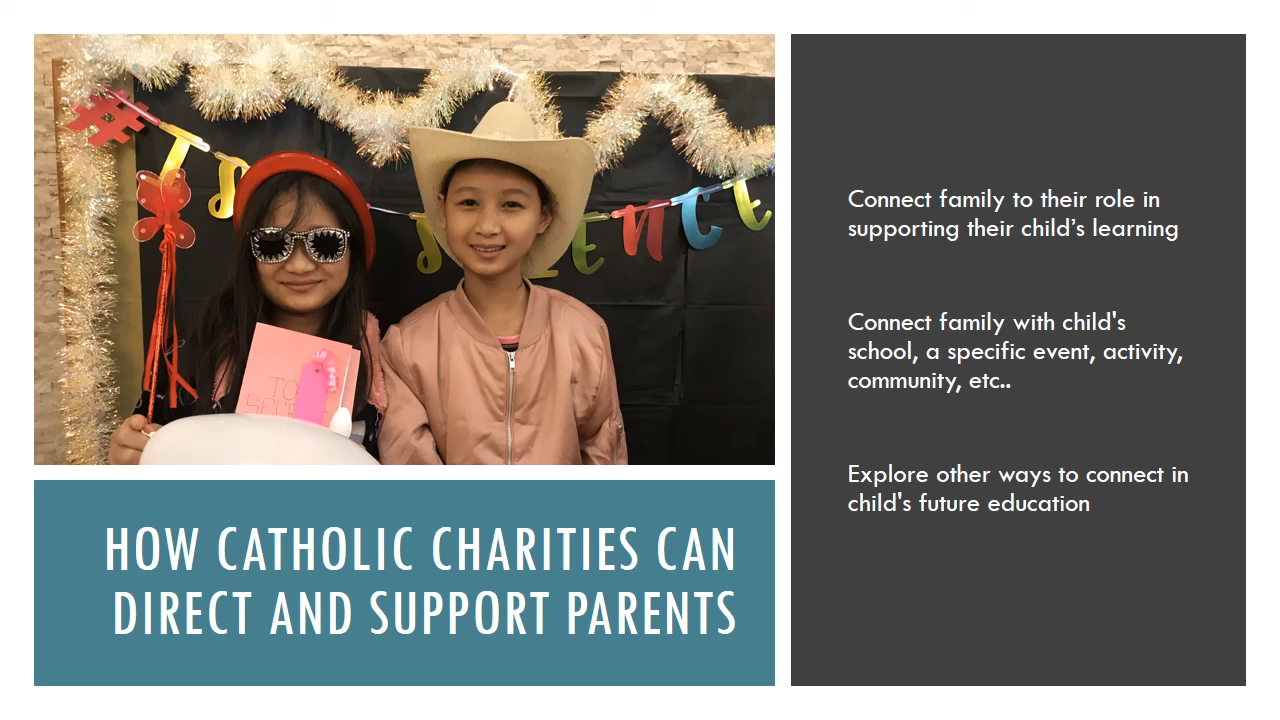 HOW CATHOLIC CHARITIES CAN
DIRECT AND SUPPORT PARENTS
Connect family to their role in
supporting their child’s learning
Connect family with child's
school, a specific event, activity,
community, etc..
Explore other ways to connect in
child's future education